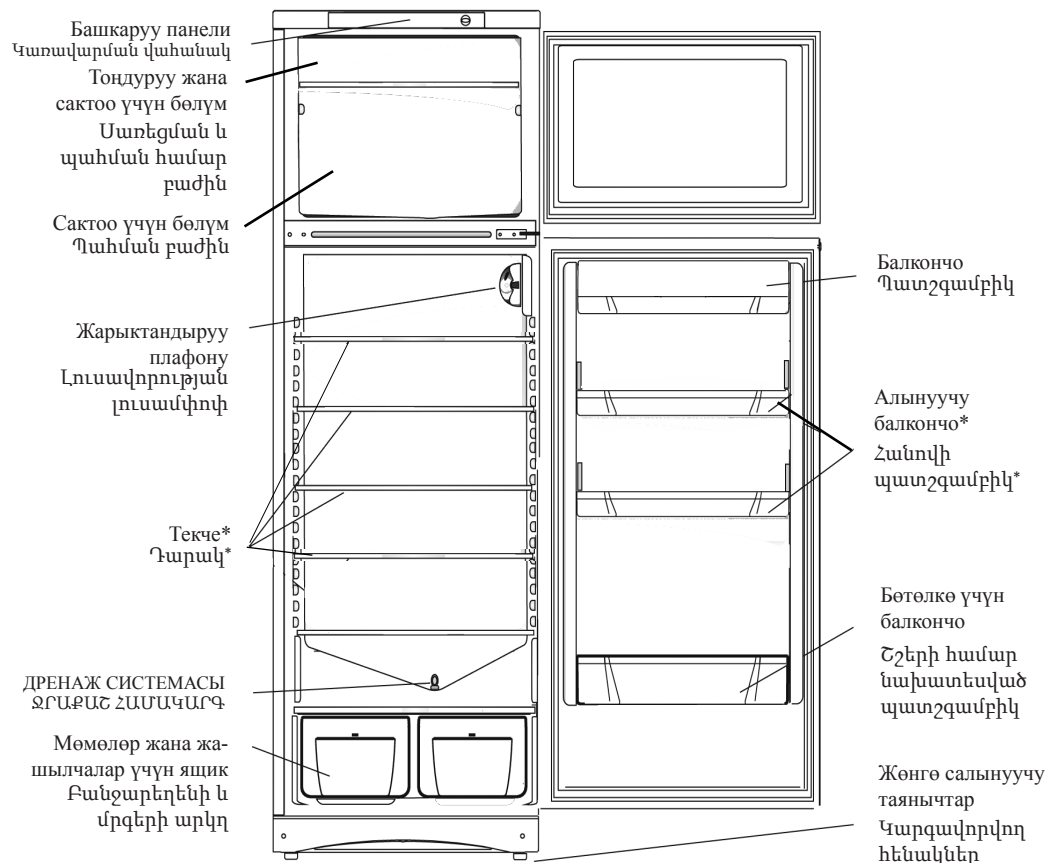 Башкаруу панели
Կառավարման վահանակ
Тоңдуруу жана
сактоо үчүн бөлүм
Սառեցման և
պահման համար
բաժին
Сактоо үчүн бөлүм
Պահման բաժին
Жарыктандыруу
плафону
Լուսավորության
լուսամփոփ
Текче*
Դարակ*
ДРЕНАЖ СИСТЕМАСЫ
ՋՐԱՔԱՇ ՀԱՄԱԿԱՐԳ
Мөмөлөр жана жа-
шылчалар үчүн ящик
Բանջարեղենի և
մրգերի արկղ
Балкончо
Պատշգամբիկ
Алынуучу
балкончо*
Հանովի
պատշգամբիկ*
Бөтөлкө үчүн
балкончо
Շշերի համար
նախատեսված
պատշգամբիկ
Жөнгө салынуучу
таянычтар
Կարգավորվող
հենակներ